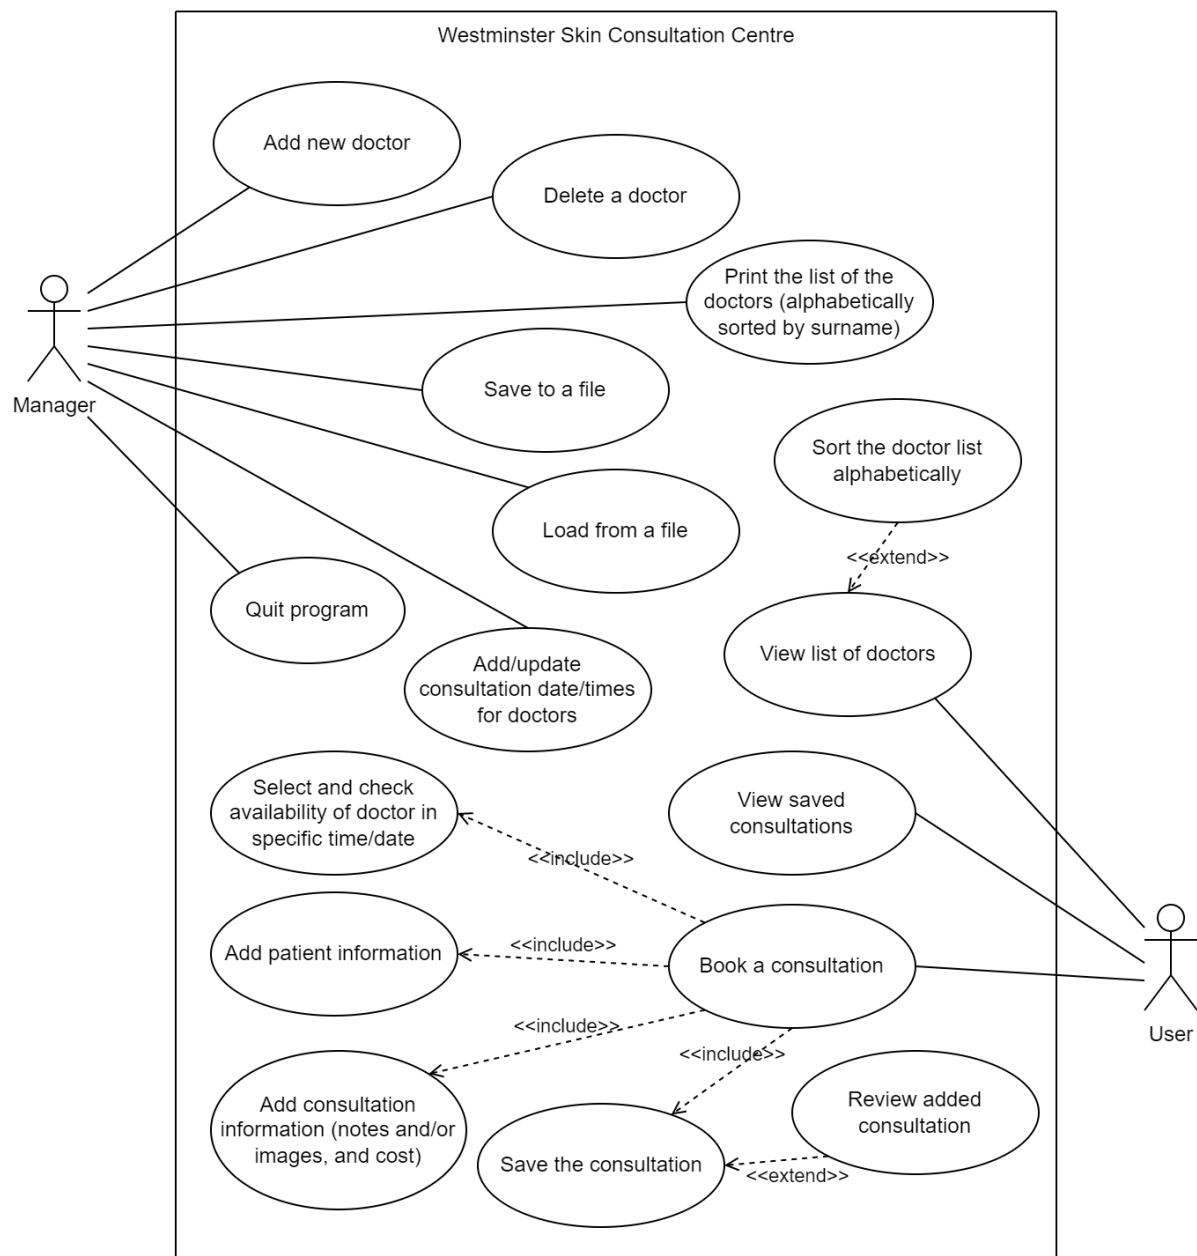 Westminster Skin Consultation Centre
Add new doctor
Delete a doctor
Print the list of the
doctors (alphabetically
sorted by surname)
Manager
Save to a file
Sort the doctor list
alphabetically
Load from a file
<<extend>>
Quit program
View list of doctors
Add/update
consultation date/times
for doctors
Select and check
availability of doctor in
specific time/date
View saved
consultations
<<include>>
Add patient information
<<include>>
Book a consultation
User
<<include>>
<<include>>
Add consultation
information (notes and/or
images, and cost)
Review added
consultation
Save the consultation
<<extend>>